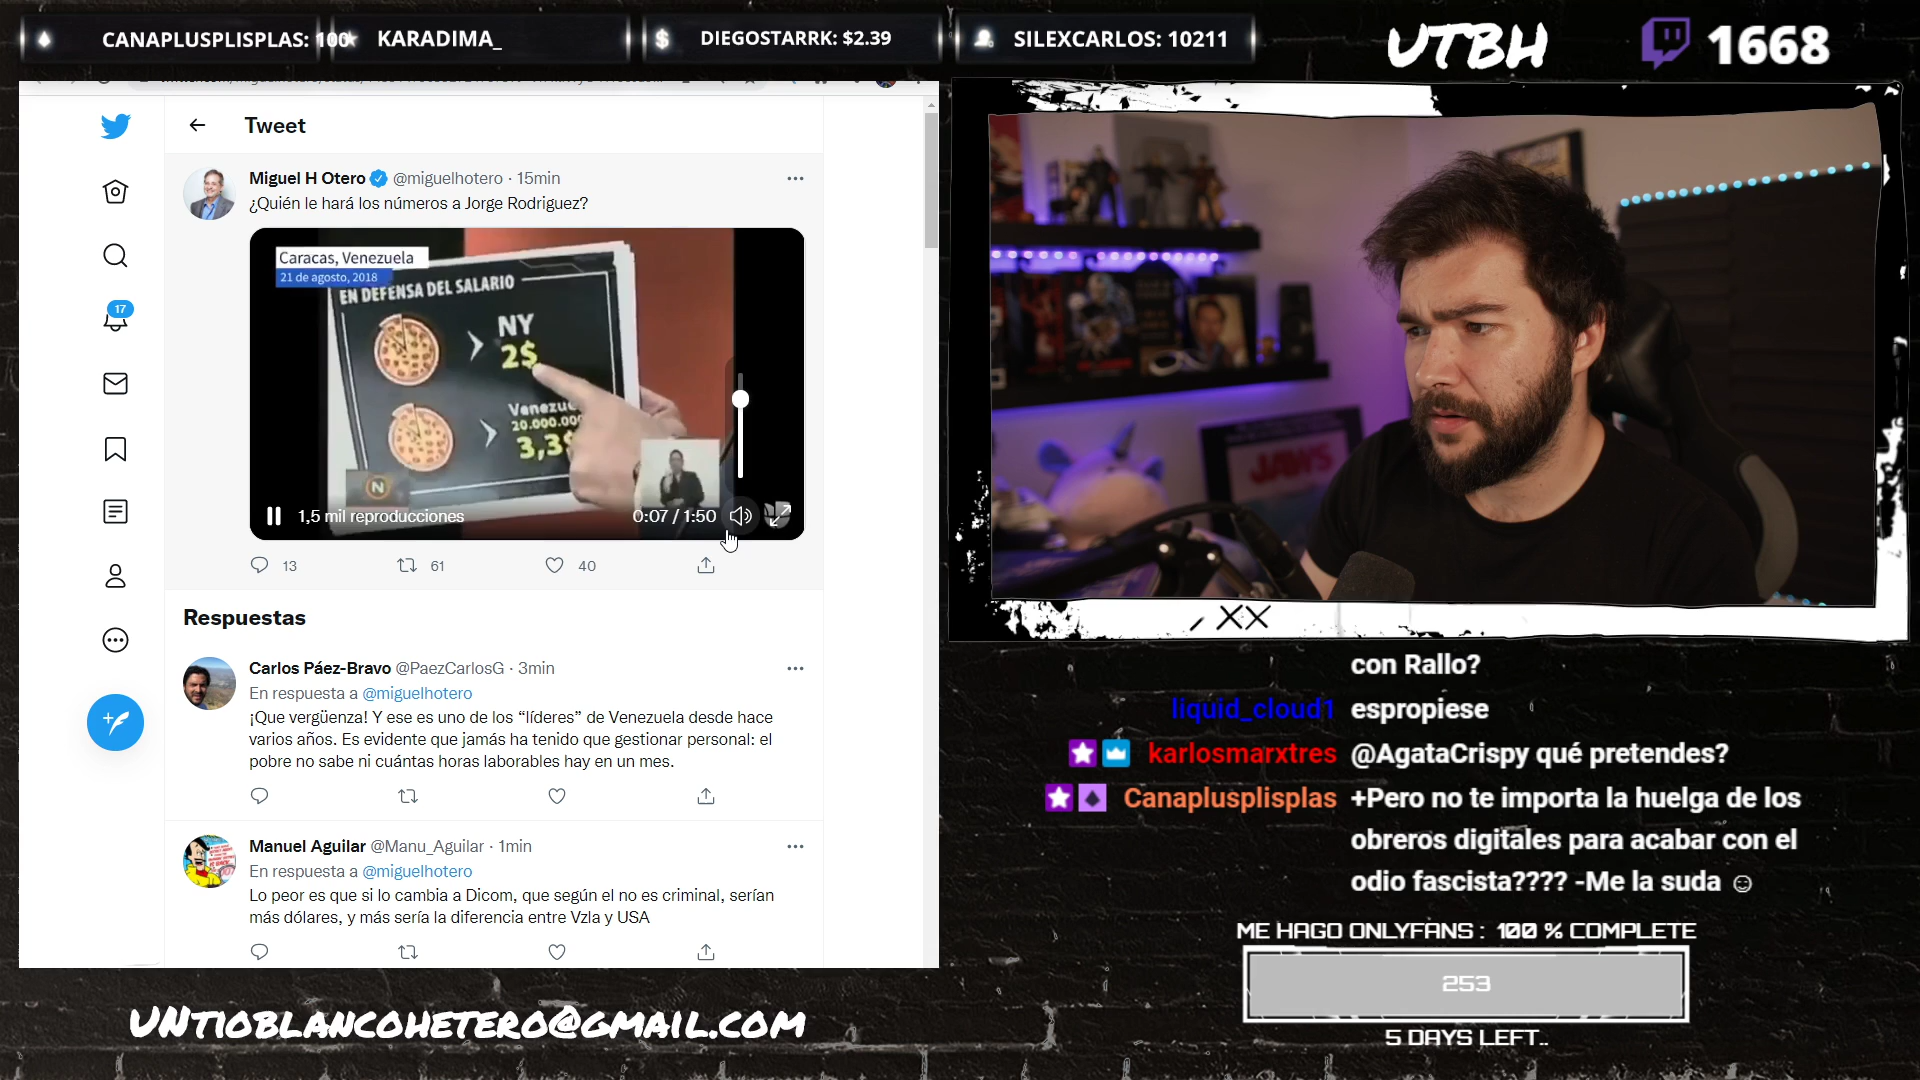 CANAPLUSPLISPLAS: 100
KARADIMA_
DIEGOSTARRK: $2.39
SILEXCARLOS: 10211
UTBH
1668
Tweet
Miguel H Otero @miguelhotero · 15min
¿Quién le hará los números a Jorge Rodriguez?
Caracas, Venezuela
21 de agosto, 2018
EN DEFENSA DEL SALARIO
NY
2$
20.000.00
3,3$
N
1,5 mil reproducciones
0:07 / 1:50
13
61
40
17
Respuestas
Carlos Páez-Bravo @PaezCarlosG · 3min
En respuesta a @miguelhotero
¡Que vergüenza! Y ese es uno de los “líderes” de Venezuela desde hace
varios años. Es evidente que jamás ha tenido que gestionar personal: el
pobre no sabe ni cuántas horas laborables hay en un mes.
Manuel Aguilar @Manu_Aguilar · 1min
En respuesta a @miguelhotero
Lo peor es que si lo cambia a Dicom, que según el no es criminal, serían
más dólares, y más sería la diferencia entre Vzla y USA
JAWS
XX
con Rallo?
liquid_cloud1 espropiese
karlosmarxtres @AgataCrispy qué pretendes?
Canaplusplisplas +Pero no te importa la huelga de los
obreros digitales para acabar con el
odio fascista???? -Me la suda ☺
ME HAGO ONLYFANS : 100 % COMPLETE
253
5 DAYS LEFT..
UNTIOBLANCOHETERO@GMAIL.COM